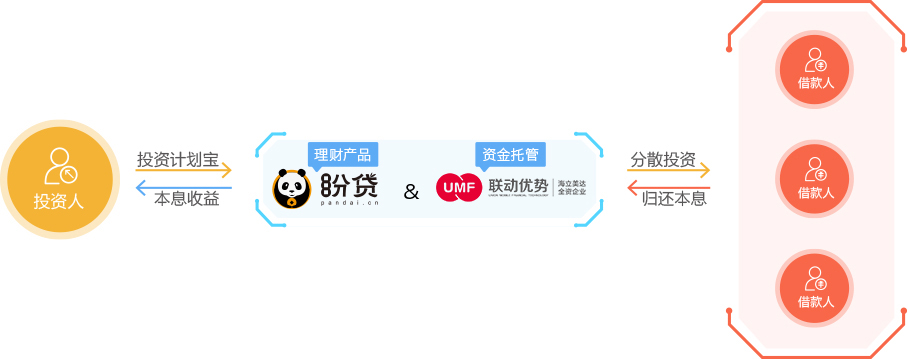 投资人
投资计划宝
本息收益
理财产品
盼贷
pandai.cn
&
资金托管
UMF
联动优势
海立美达
全资企业
分散投资
归还本息
借款人
借款人
借款人